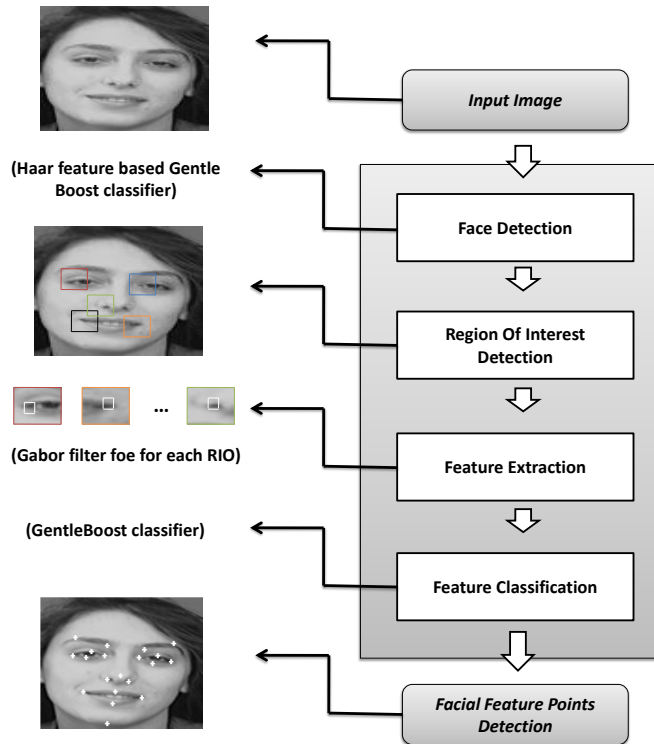 Input Image
(Haar feature based Gentle
Boost classifier)
Face Detection
Region Of Interest
Detection
...
(Gabor filter foe for each RIO)
Feature Extraction
(GentleBoost classifier)
Feature Classification
Facial Feature Points
Detection